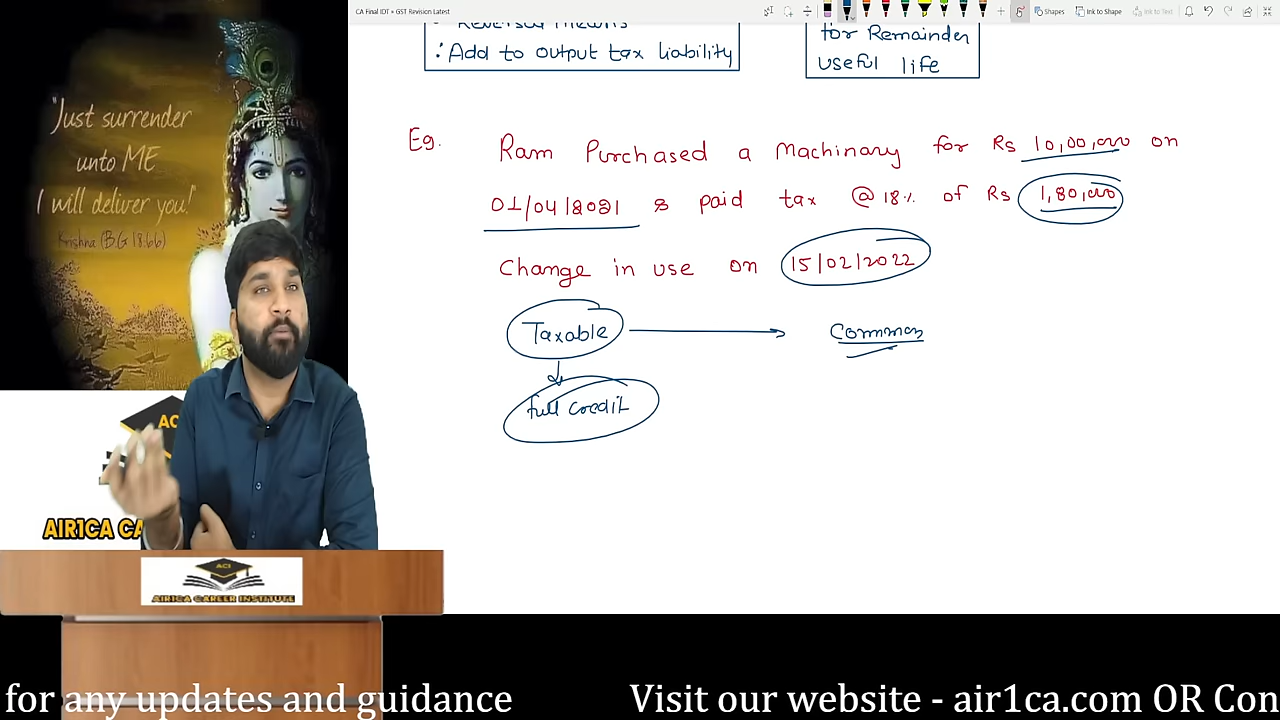 CA Final IDT + GST Revision Latest
Shapes
Ink to Shape
Ink to Text
∴ Add to output tax liability
for Remainder
useful life
"Just surrender
unto ME
I will deliver you!"
Krishna (B.G 18:66)
Eg. Ram Purchased a Machinary for Rs 10,00,000 on
01/04/2021 & paid tax @ 18% of Rs 1,80,000
Change in use on 15/02/2022
Taxable → Common
full credit
AC
AIR1CA CA
ACI
AIR1CA CAREER INSTITUTE
for any updates and guidance
Visit our website - air1ca.com OR Con